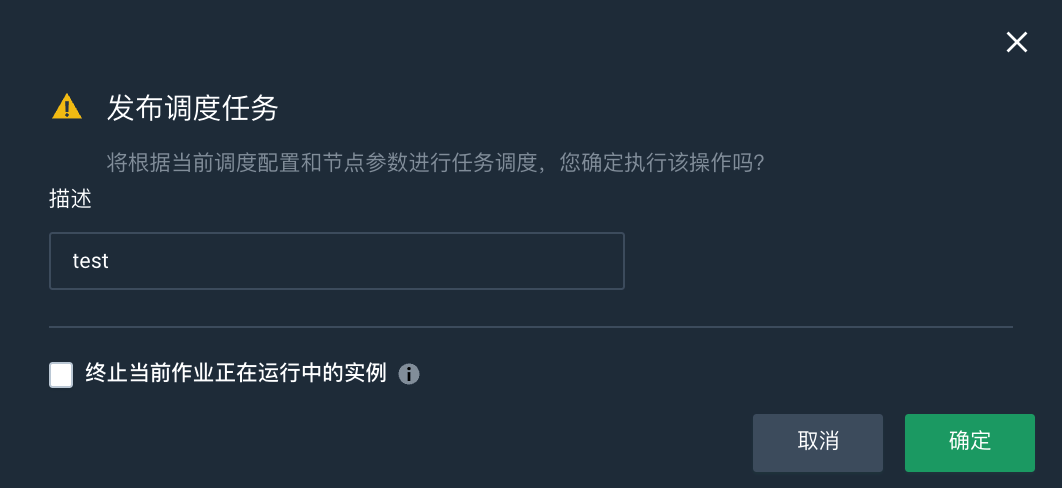 发布调度任务
将根据当前调度配置和节点参数进行任务调度，您确定执行该操作吗?
描述
test
终止当前作业正在运行中的实例
取消
确定